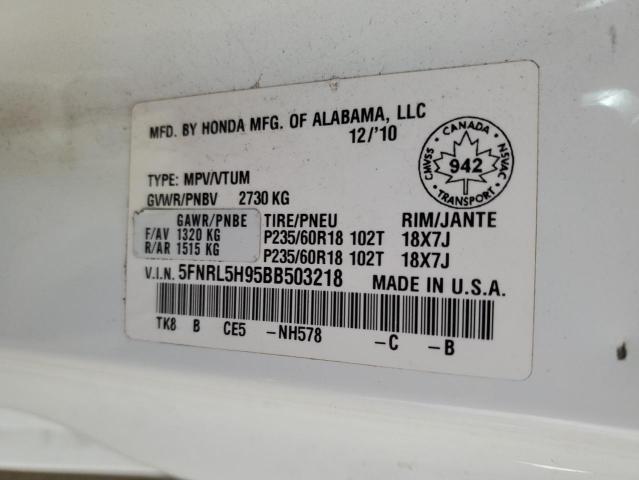 MFD. BY HONDA MFG. OF ALABAMA, LLC
12/'10
CANADA
CMVSS
942
NSVAC
TRANSPORT
TYPE: MPV/VTUM
GVWR/PNBV 2730 KG
GAWR/PNBE TIRE/PNEU RIM/JANTE
F/AV 1320 KG P235/60R18 102T 18X7J
R/AR 1515 KG P235/60R18 102T 18X7J
V.I.N. 5FNRL5H95BB503218 MADE IN U.S.A.
TK8 B CE5 -NH578 -C -B